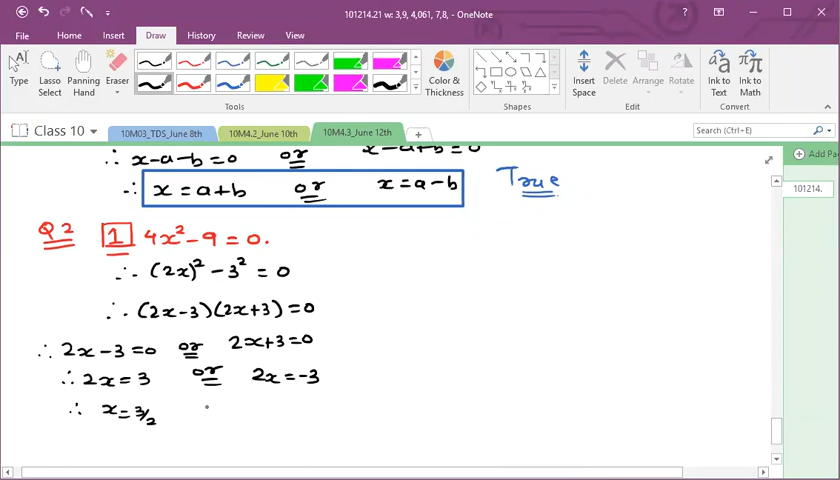 101214.21 w: 3,9, 4,061, 7,8, - OneNote
File Home Insert Draw History Review View
Type Lasso Select Panning Hand Eraser Color & Thickness Insert Space Delete Arrange Rotate Ink to Text Ink to Math
Tools Shapes Edit Convert
Class 10 10M03_TDS_June 8th 10M4.2_June 10th 10M4.3_June 12th + Search (Ctrl+E)
Add Pa
101214.
∴ x-a-b=0 or x-a+b=0
∴ x=a+b or x=a-b True
Q2 1 4x²-9=0.
∴ (2x)²-3²=0
∴ (2x-3)(2x+3)=0
∴ 2x-3=0 or 2x+3=0
∴ 2x=3 or 2x=-3
∴ x=3/2